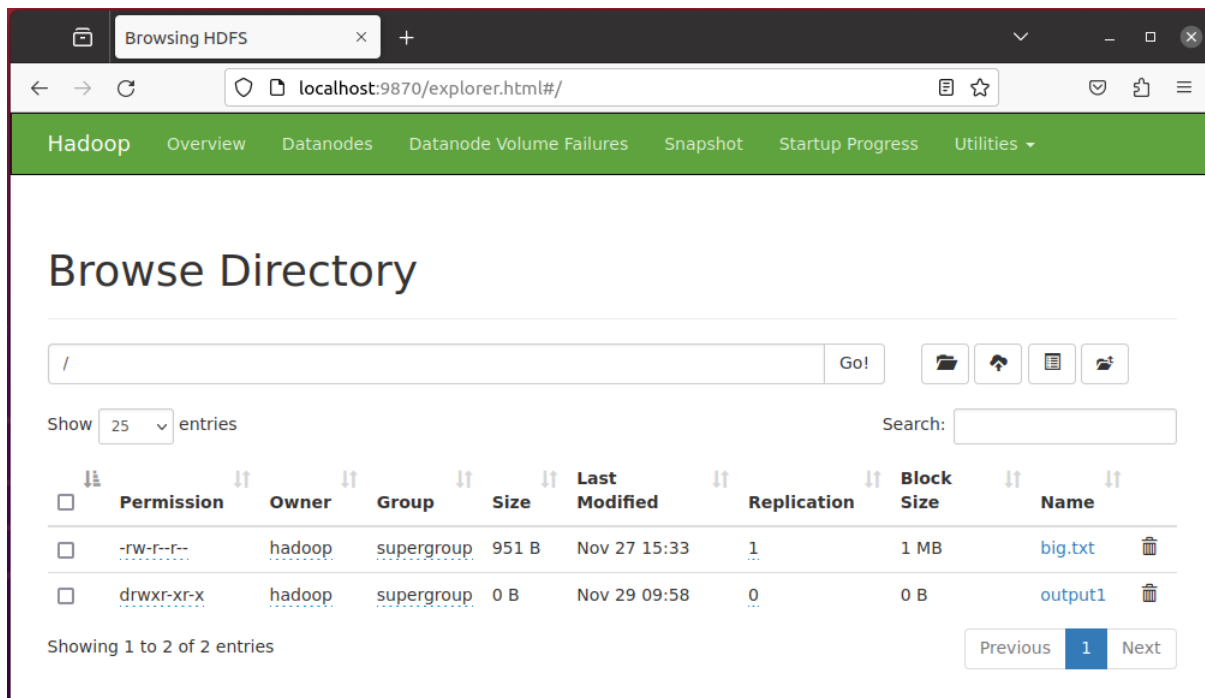 Browsing HDFS
localhost:9870/explorer.html#/
Hadoop Overview Datanodes Datanode Volume Failures Snapshot Startup Progress Utilities
Browse Directory
/ Go!
Show 25 entries Search:
Permission Owner Group Size Last Modified Replication Block Size Name
-rw-r--r-- hadoop supergroup 951 B Nov 27 15:33 1 1 MB big.txt
drwxr-xr-x hadoop supergroup 0 B Nov 29 09:58 0 0 B output1
Showing 1 to 2 of 2 entries Previous 1 Next